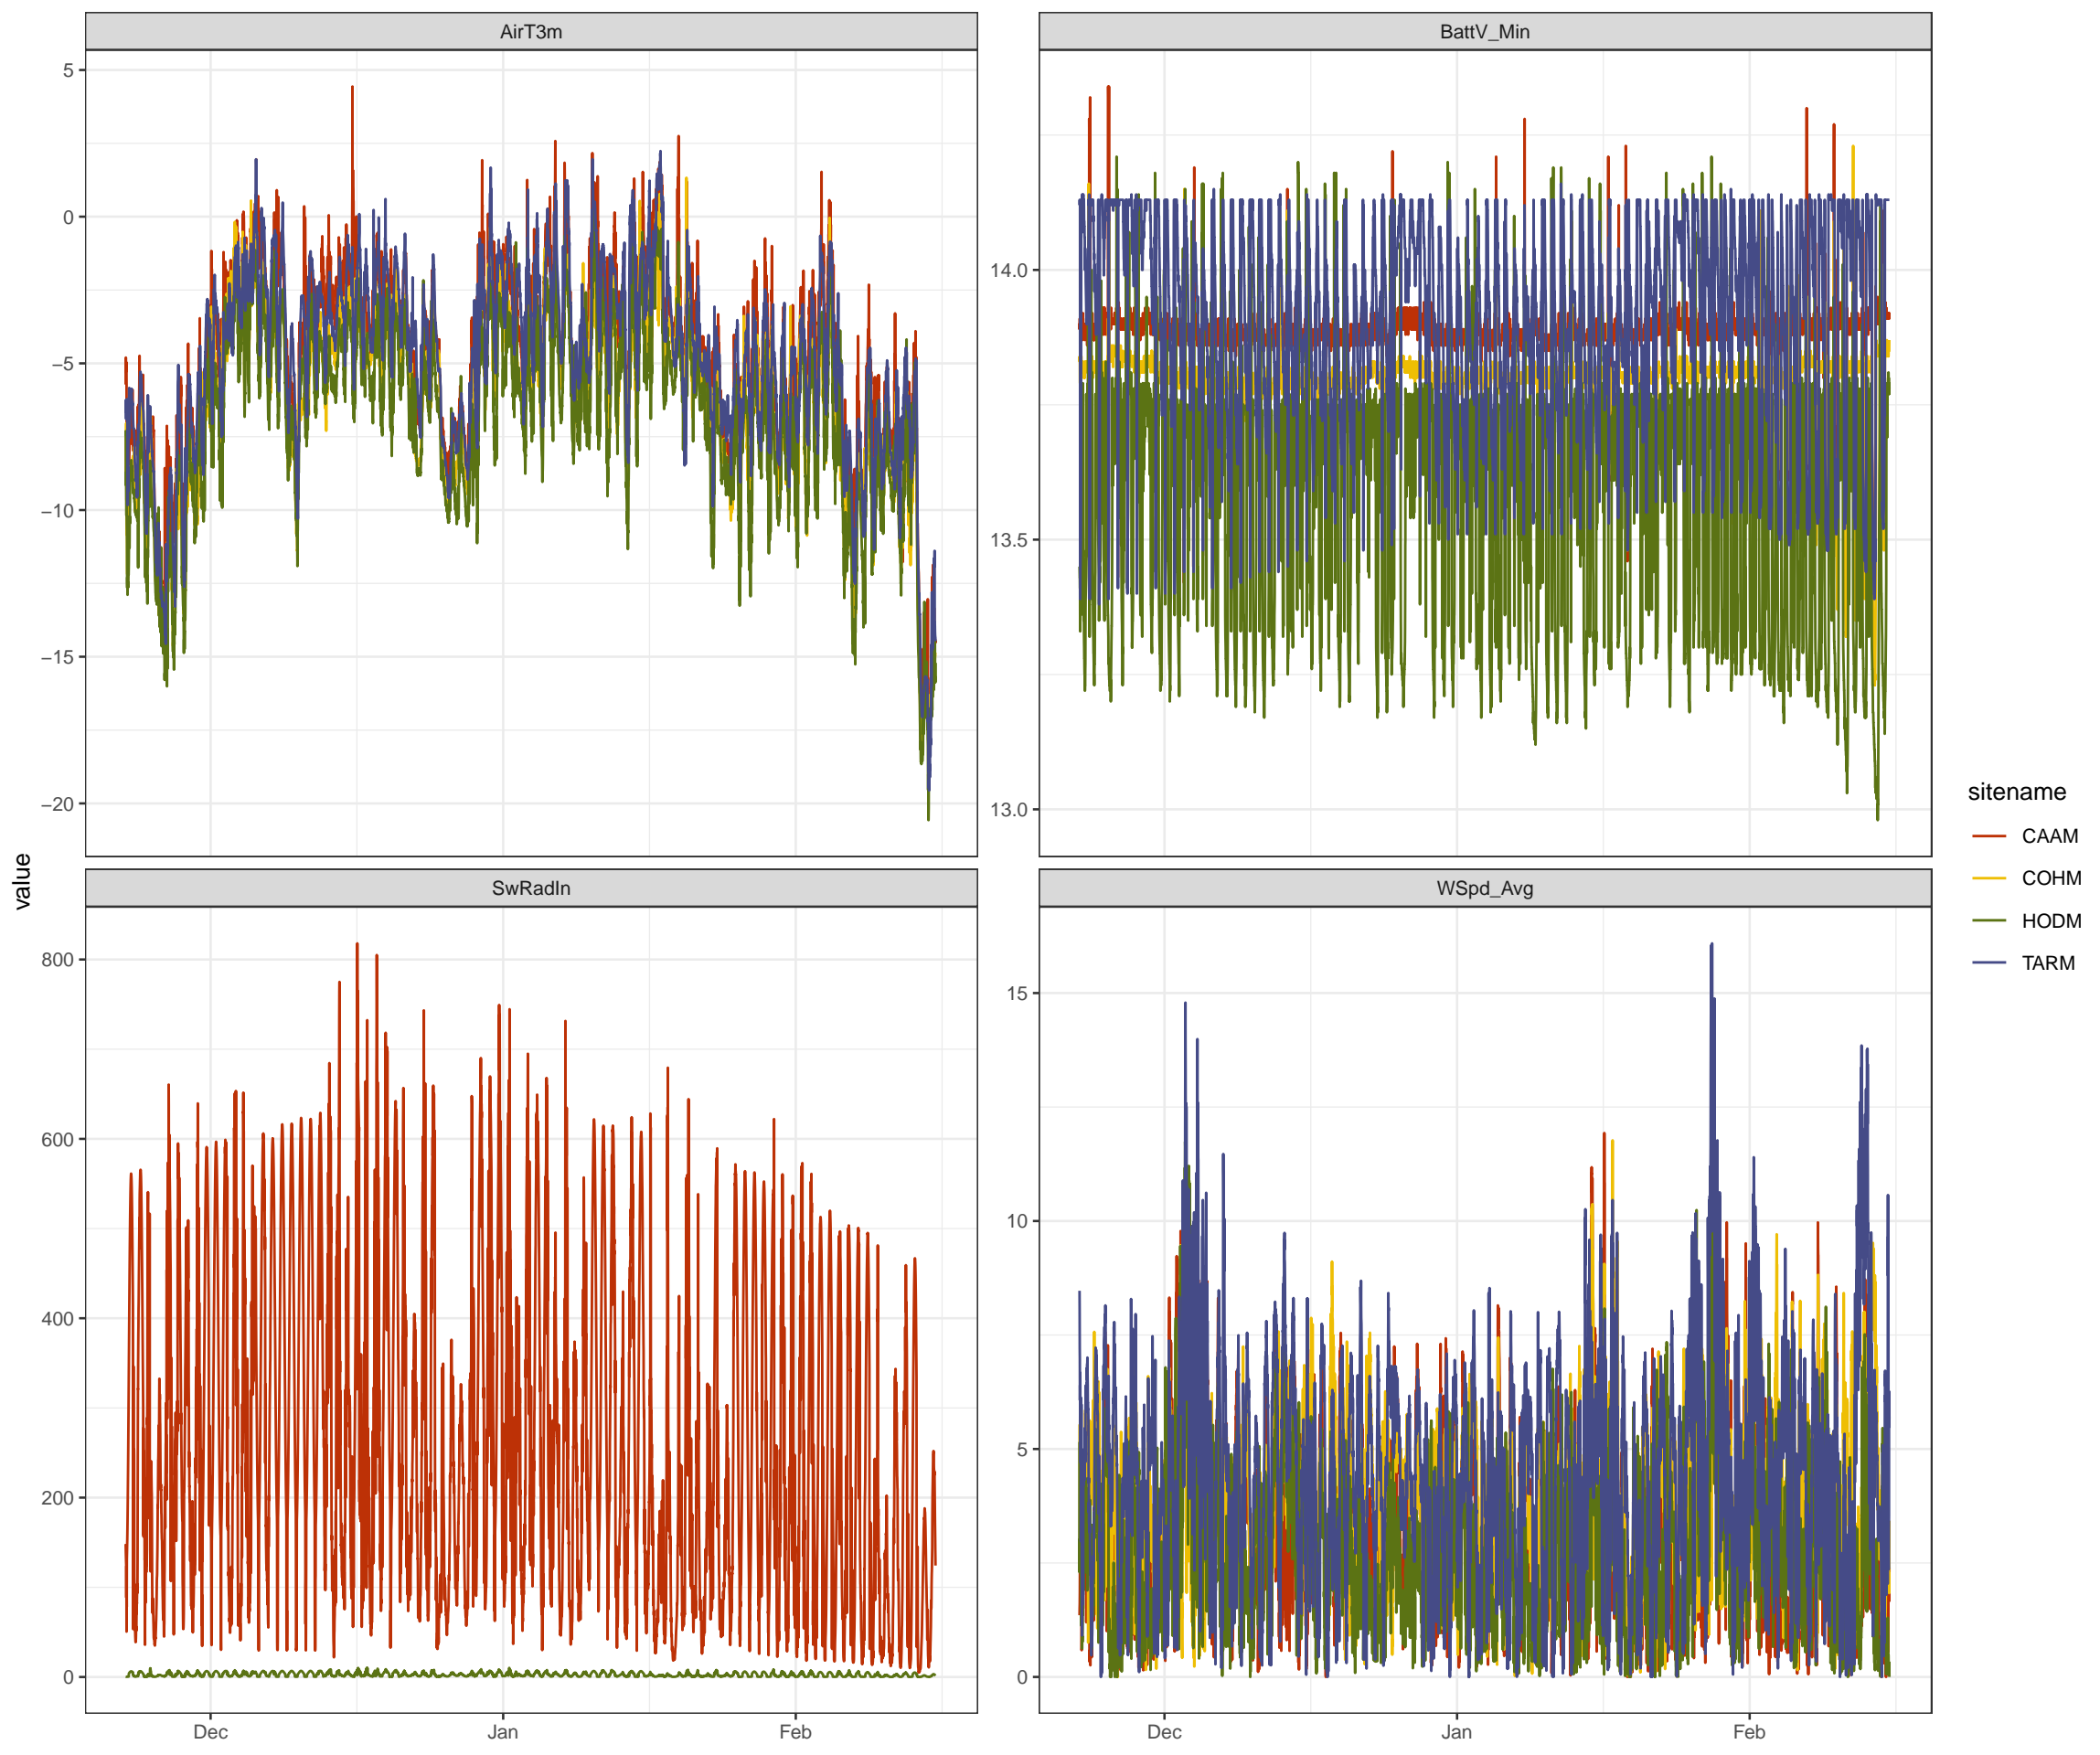 AirT3m
BattV_Min
5
0
−5
−10
−15
−20
14.0
13.5
13.0
value
SwRadIn
WSpd_Avg
800
600
400
200
0
15
10
5
0
Dec
Jan
Feb
Dec
Jan
Feb
sitename
CAAM
COHM
HODM
TARM